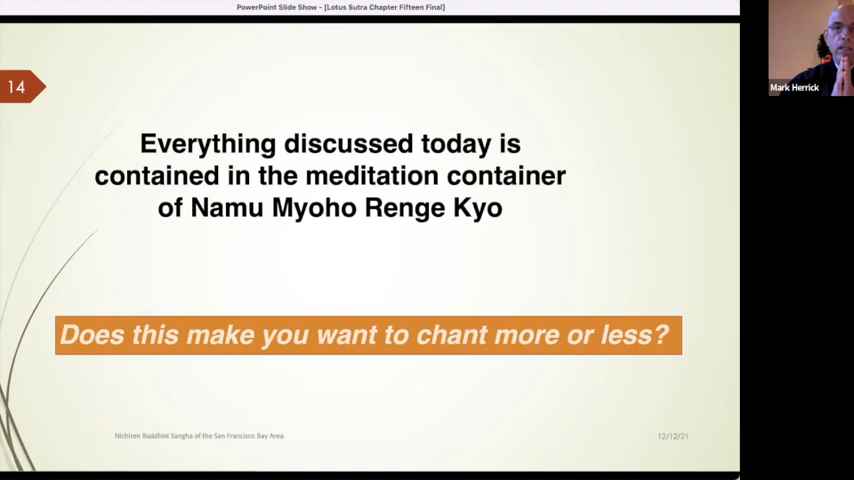 PowerPoint Slide Show - [Lotus Sutra Chapter Fifteen Final]
14
Everything discussed today is
contained in the meditation container
of Namu Myoho Renge Kyo
Does this make you want to chant more or less?
Nichiren Buddhist Sangha of the San Francisco Bay Area
12/12/21
Mark Herrick